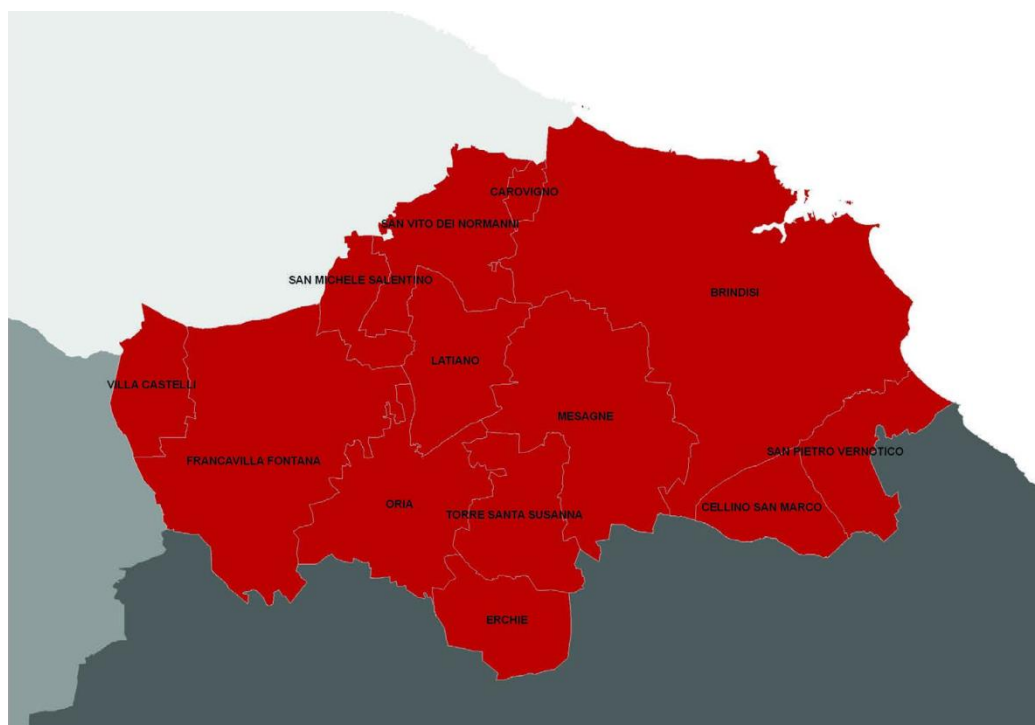 CAROVIGNO
SAN VITO DEI NORMANNI
SAN MICHELE SALENTINO
BRINDISI
LATIANO
VILLA CASTELLI
MESAGNE
SAN PIETRO VERNOTICO
FRANCAVILLA FONTANA
ORIA
CELLINO SAN MARCO
TORRE SANTA SUSANNA
ERCHIE